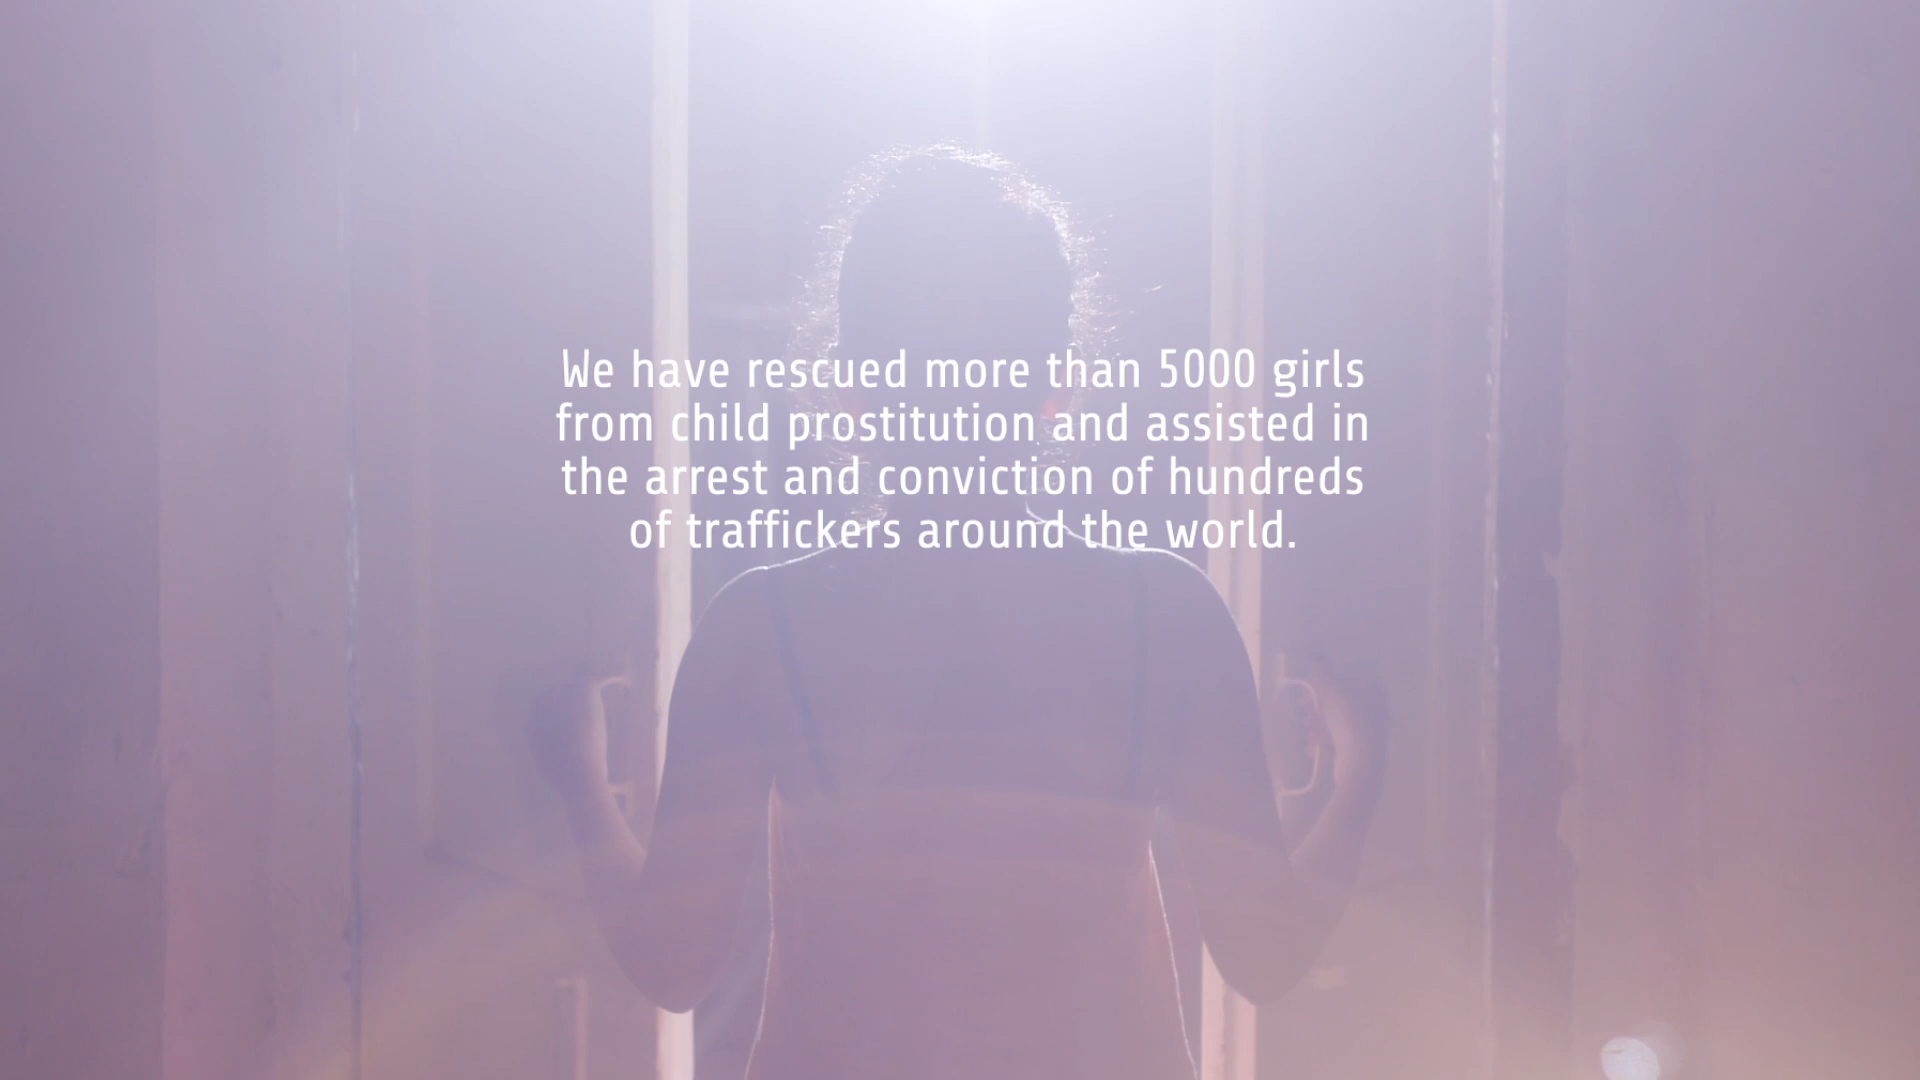 We have rescued more than 5000 girls
from child prostitution and assisted in
the arrest and conviction of hundreds
of traffickers around the world.